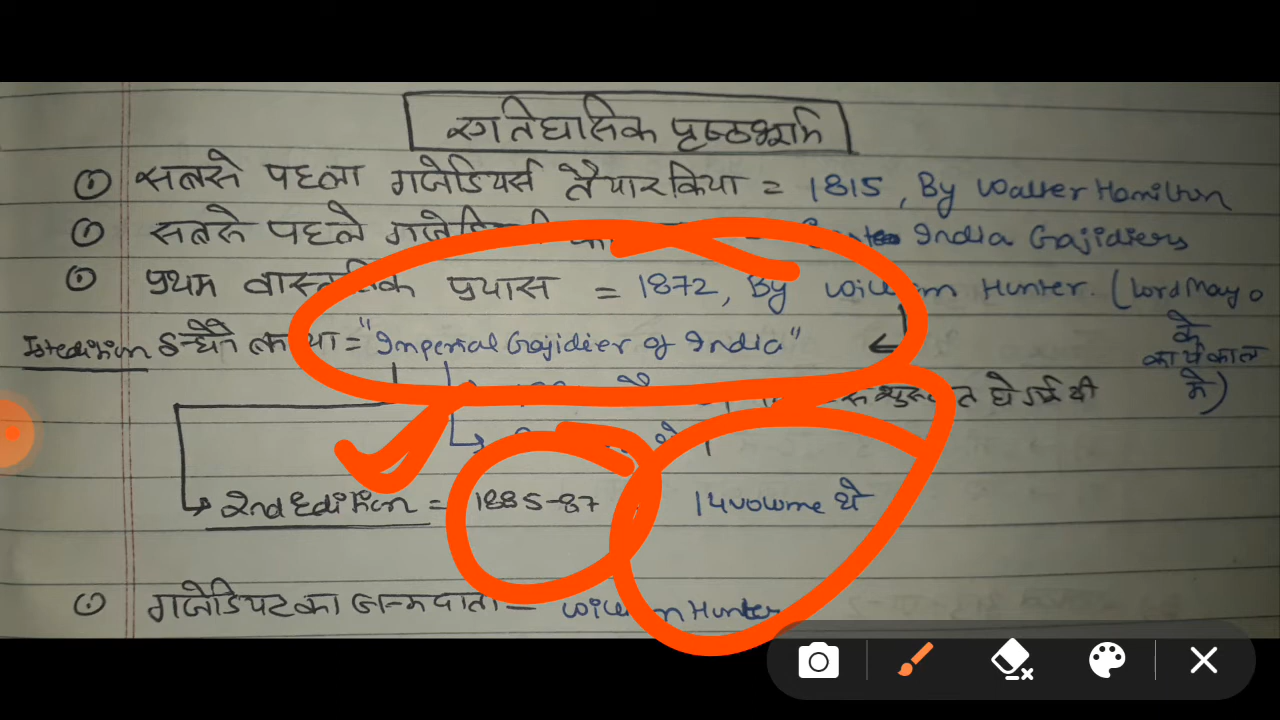 एतिहासिक पृष्ठभूमि
सबसे पहला गजेडियर्स तैयार किया = 1815, By Walter Hamilton
सबसे पहले India Gajidiers
प्रथम प्रयास = 1872, By William Hunter. (Lord Mayo
के
कार्यकाल
में)
Ist edition = "Imperial Gajidier of India"
2nd Edition = 1885-87 14 volume थे
गजेडियर का जन्मदाता – William Hunter